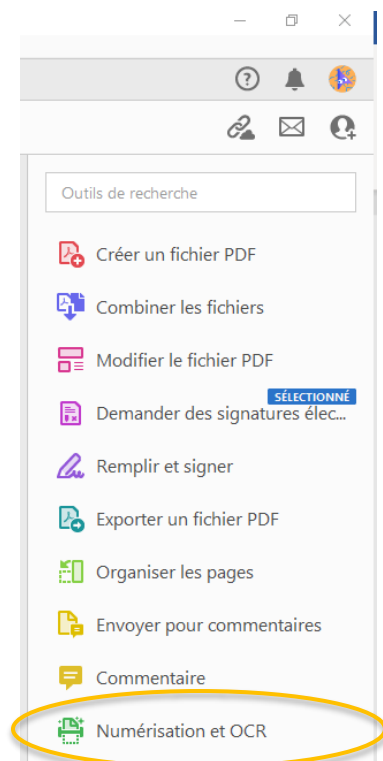 Outils de recherche
Créer un fichier PDF
Combiner les fichiers
Modifier le fichier PDF
SÉLECTIONNÉ
Demander des signatures élec...
Remplir et signer
Exporter un fichier PDF
Organiser les pages
Envoyer pour commentaires
Commentaire
Numérisation et OCR